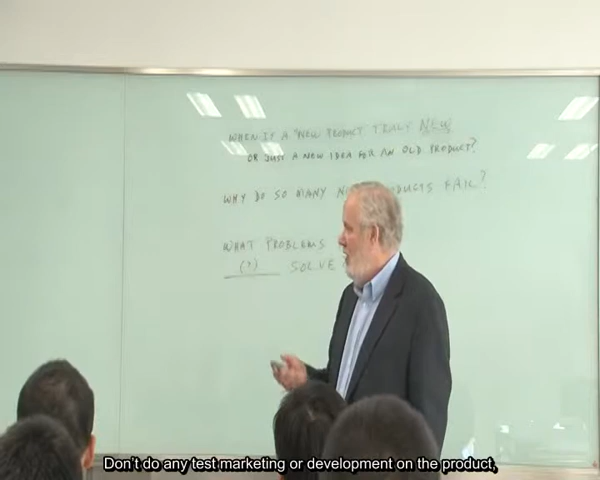 WHEN IS A "NEW PRODUCT TRULY NEW
OR JUST A NEW IDEA FOR AN OLD PRODUCT?
WHY DO SO MANY N ODUCTS FAIL?
WHAT PROBLEMS
(?) SOLVE
Don't do any test marketing or development on the product,